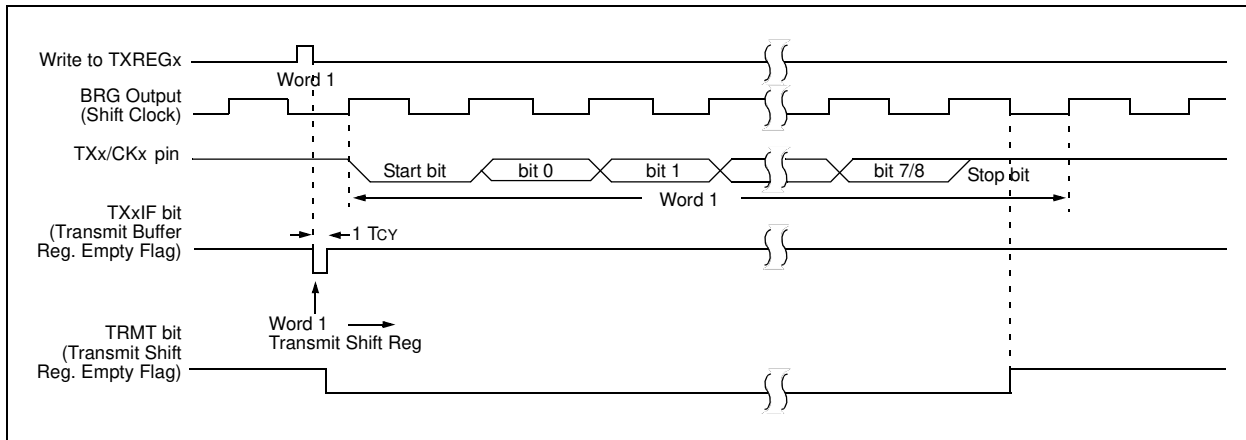 Write to TXREGx
Word 1
BRG Output
(Shift Clock)
TXx/CKx pin
Start bit
bit 0
bit 1
bit 7/8
Stop bit
Word 1
TXxIF bit
(Transmit Buffer
Reg. Empty Flag)
1 TCY
Word 1
Transmit Shift Reg
TRMT bit
(Transmit Shift
Reg. Empty Flag)